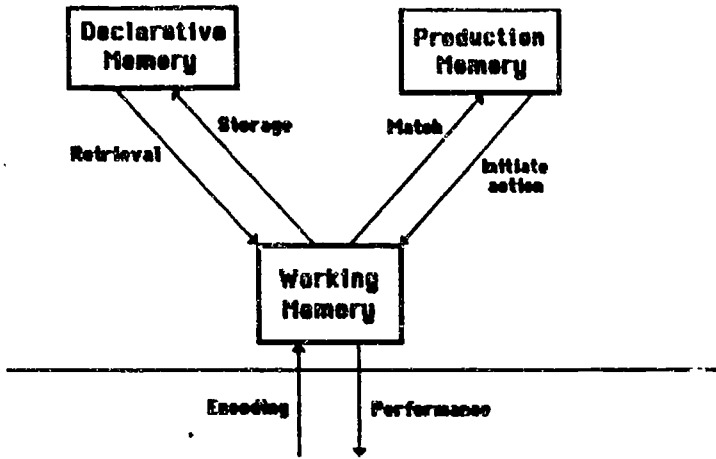 Declarative
Memory
Production
Memory
Storage
Match
Retrieval
Initiate
action
Working
Memory
Encoding
Performance